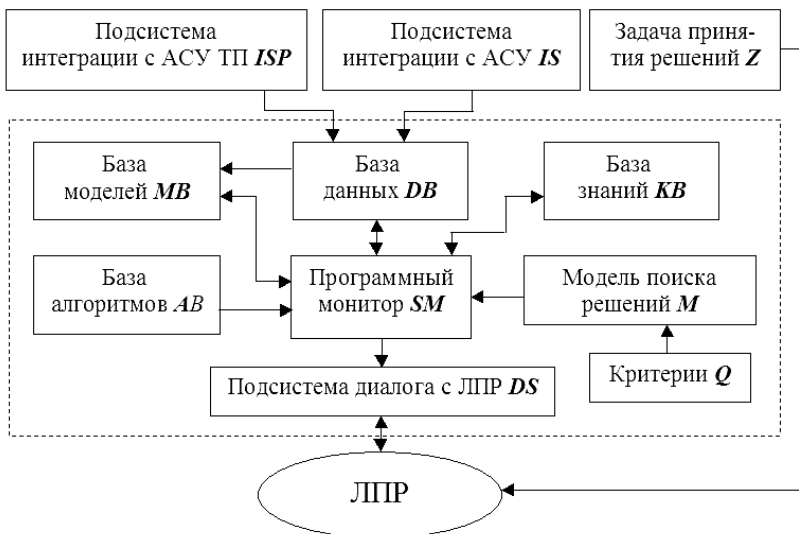 Подсистема
интеграции с АСУ ТП ISP
Подсистема
интеграции с АСУ IS
Задача приня-
тия решений Z
База
моделей MB
База
данных DB
База
знаний KB
База
алгоритмов AB
Программный
монитор SM
Модель поиска
решений M
Подсистема диалога с ЛПР DS
Критерии Q
ЛПР